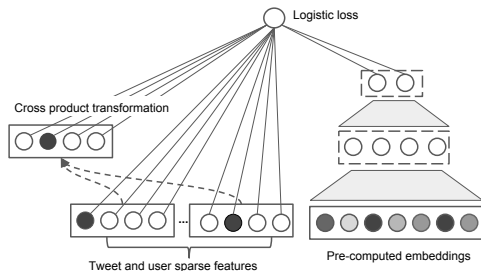 Logistic loss
Cross product transformation
...
Tweet and user sparse features
Pre-computed embeddings